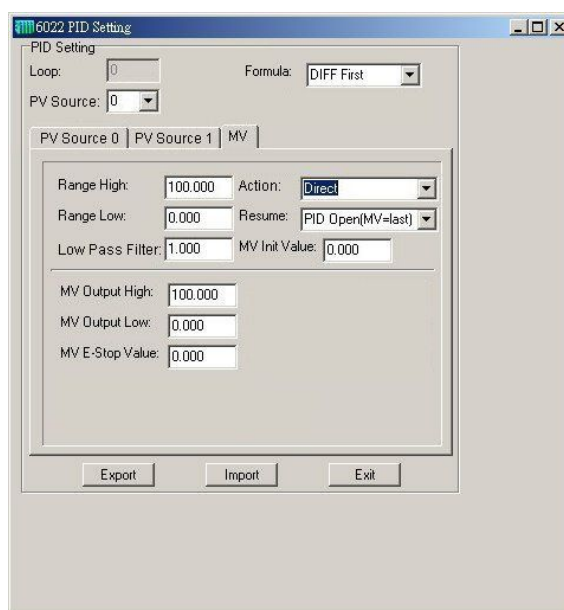 6022 PID Setting
PID Setting
Loop: 0 Formula: DIFF First
PV Source: 0
PV Source 0 PV Source 1 MV
Range High: 100.000 Action: Direct
Range Low: 0.000 Resume: PID Open(MV=last)
Low Pass Filter: 1.000 MV Init Value: 0.000
MV Output High: 100.000
MV Output Low: 0.000
MV E-Stop Value: 0.000
Export Import Exit